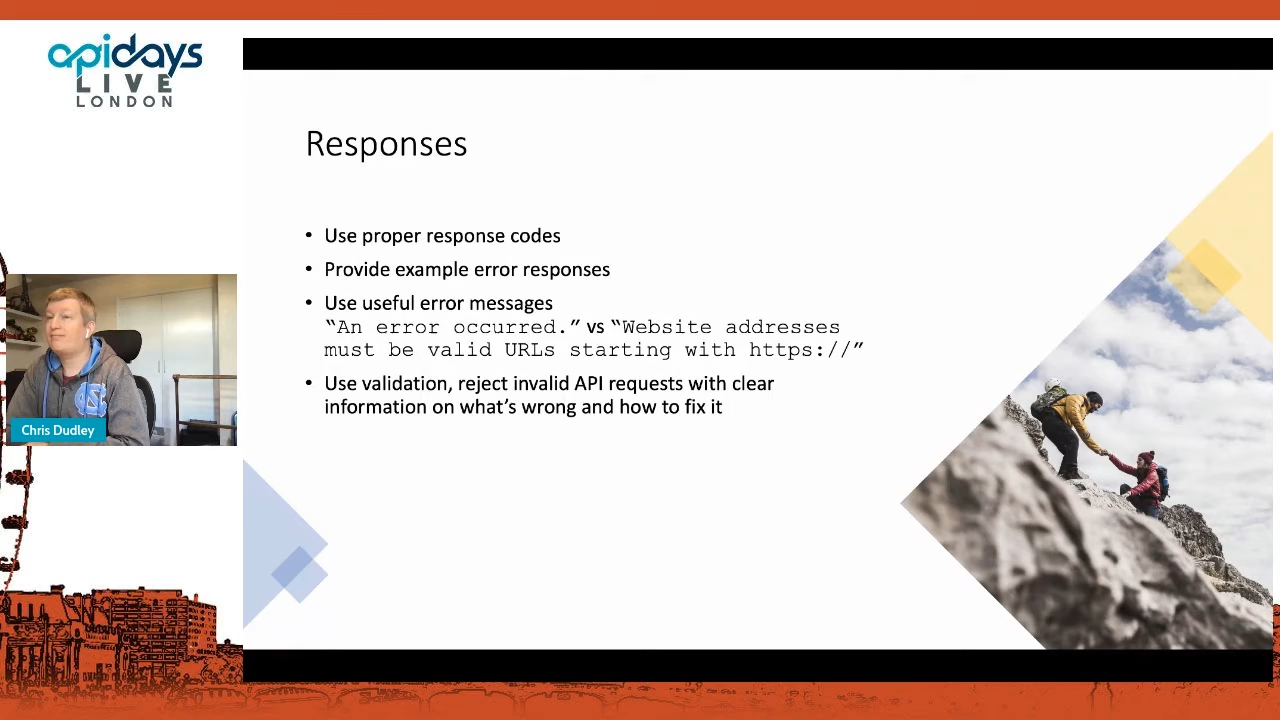 apidays
LIVE
LONDON
Responses
• Use proper response codes
• Provide example error responses
• Use useful error messages
“An error occurred.” vs “Website addresses
must be valid URLs starting with https://”
• Use validation, reject invalid API requests with clear
information on what’s wrong and how to fix it
Chris Dudley